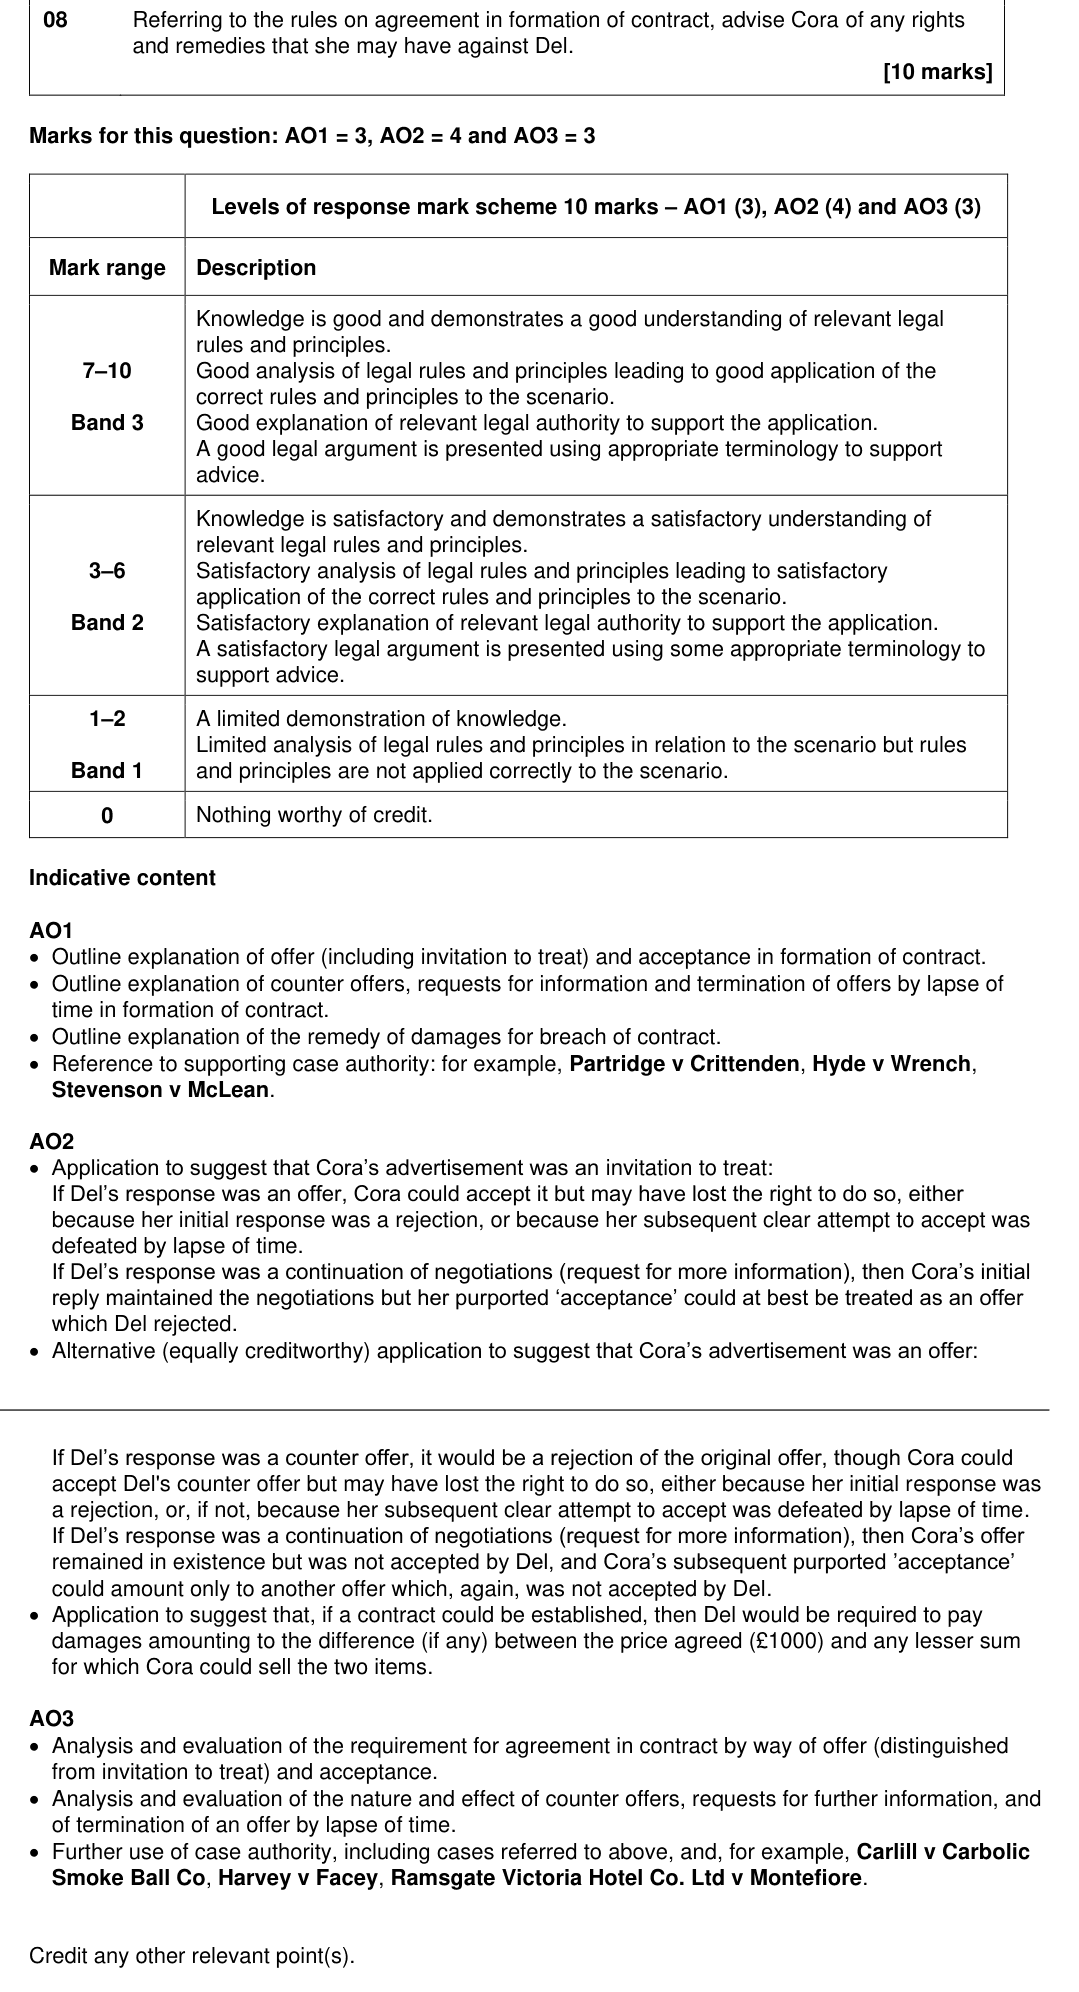 08 Referring to the rules on agreement in formation of contract, advise Cora of any rights
and remedies that she may have against Del.
[10 marks]
Marks for this question: AO1 = 3, AO2 = 4 and AO3 = 3
Levels of response mark scheme 10 marks – AO1 (3), AO2 (4) and AO3 (3)
Mark range Description
7–10
Band 3
Knowledge is good and demonstrates a good understanding of relevant legal
rules and principles.
Good analysis of legal rules and principles leading to good application of the
correct rules and principles to the scenario.
Good explanation of relevant legal authority to support the application.
A good legal argument is presented using appropriate terminology to support
advice.
3–6
Band 2
Knowledge is satisfactory and demonstrates a satisfactory understanding of
relevant legal rules and principles.
Satisfactory analysis of legal rules and principles leading to satisfactory
application of the correct rules and principles to the scenario.
Satisfactory explanation of relevant legal authority to support the application.
A satisfactory legal argument is presented using some appropriate terminology to
support advice.
1–2
Band 1
A limited demonstration of knowledge.
Limited analysis of legal rules and principles in relation to the scenario but rules
and principles are not applied correctly to the scenario.
0 Nothing worthy of credit.
Indicative content
AO1
• Outline explanation of offer (including invitation to treat) and acceptance in formation of contract.
• Outline explanation of counter offers, requests for information and termination of offers by lapse of
time in formation of contract.
• Outline explanation of the remedy of damages for breach of contract.
• Reference to supporting case authority: for example, Partridge v Crittenden, Hyde v Wrench,
Stevenson v McLean.
AO2
• Application to suggest that Cora's advertisement was an invitation to treat:
If Del's response was an offer, Cora could accept it but may have lost the right to do so, either
because her initial response was a rejection, or because her subsequent clear attempt to accept was
defeated by lapse of time.
If Del's response was a continuation of negotiations (request for more information), then Cora's initial
reply maintained the negotiations but her purported 'acceptance' could at best be treated as an offer
which Del rejected.
• Alternative (equally creditworthy) application to suggest that Cora's advertisement was an offer:
If Del's response was a counter offer, it would be a rejection of the original offer, though Cora could
accept Del's counter offer but may have lost the right to do so, either because her initial response was
a rejection, or, if not, because her subsequent clear attempt to accept was defeated by lapse of time.
If Del's response was a continuation of negotiations (request for more information), then Cora's offer
remained in existence but was not accepted by Del, and Cora's subsequent purported 'acceptance'
could amount only to another offer which, again, was not accepted by Del.
• Application to suggest that, if a contract could be established, then Del would be required to pay
damages amounting to the difference (if any) between the price agreed (£1000) and any lesser sum
for which Cora could sell the two items.
AO3
• Analysis and evaluation of the requirement for agreement in contract by way of offer (distinguished
from invitation to treat) and acceptance.
• Analysis and evaluation of the nature and effect of counter offers, requests for further information, and
of termination of an offer by lapse of time.
• Further use of case authority, including cases referred to above, and, for example, Carlill v Carbolic
Smoke Ball Co, Harvey v Facey, Ramsgate Victoria Hotel Co. Ltd v Montefiore.
Credit any other relevant point(s).